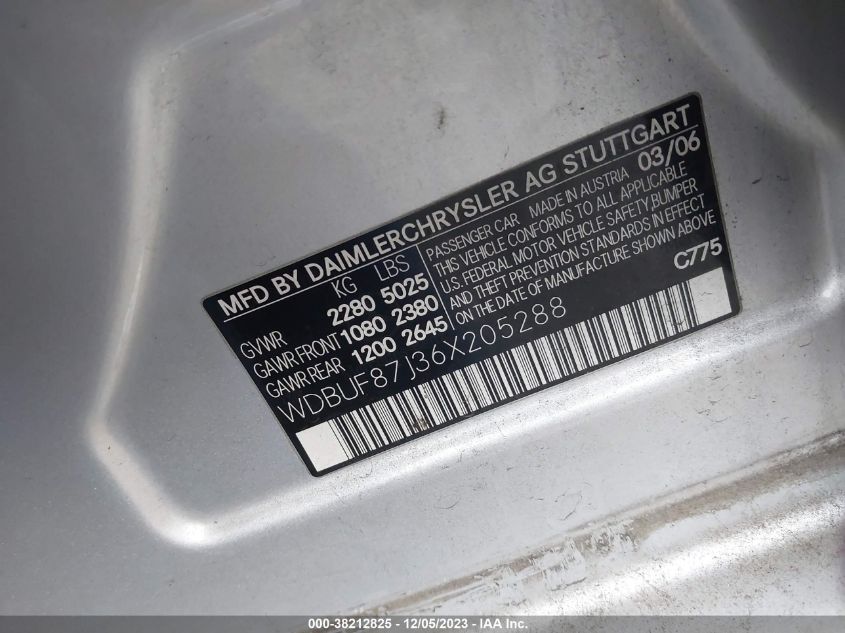 MFD BY DAIMLERCHRYSLER AG STUTTGART
KG LBS
GVWR 2280 5025
GAWR FRONT 1080 2380
GAWR REAR 1200 2645
PASSENGER CAR MADE IN AUSTRIA 03/06
THIS VEHICLE CONFORMS TO ALL APPLICABLE
U.S. FEDERAL MOTOR VEHICLE SAFETY, BUMPER
AND THEFT PREVENTION STANDARDS IN EFFECT
ON THE DATE OF MANUFACTURE SHOWN ABOVE
WDBUF87J36X205288
C775
000-38212825 - 12/05/2023 - IAA Inc.